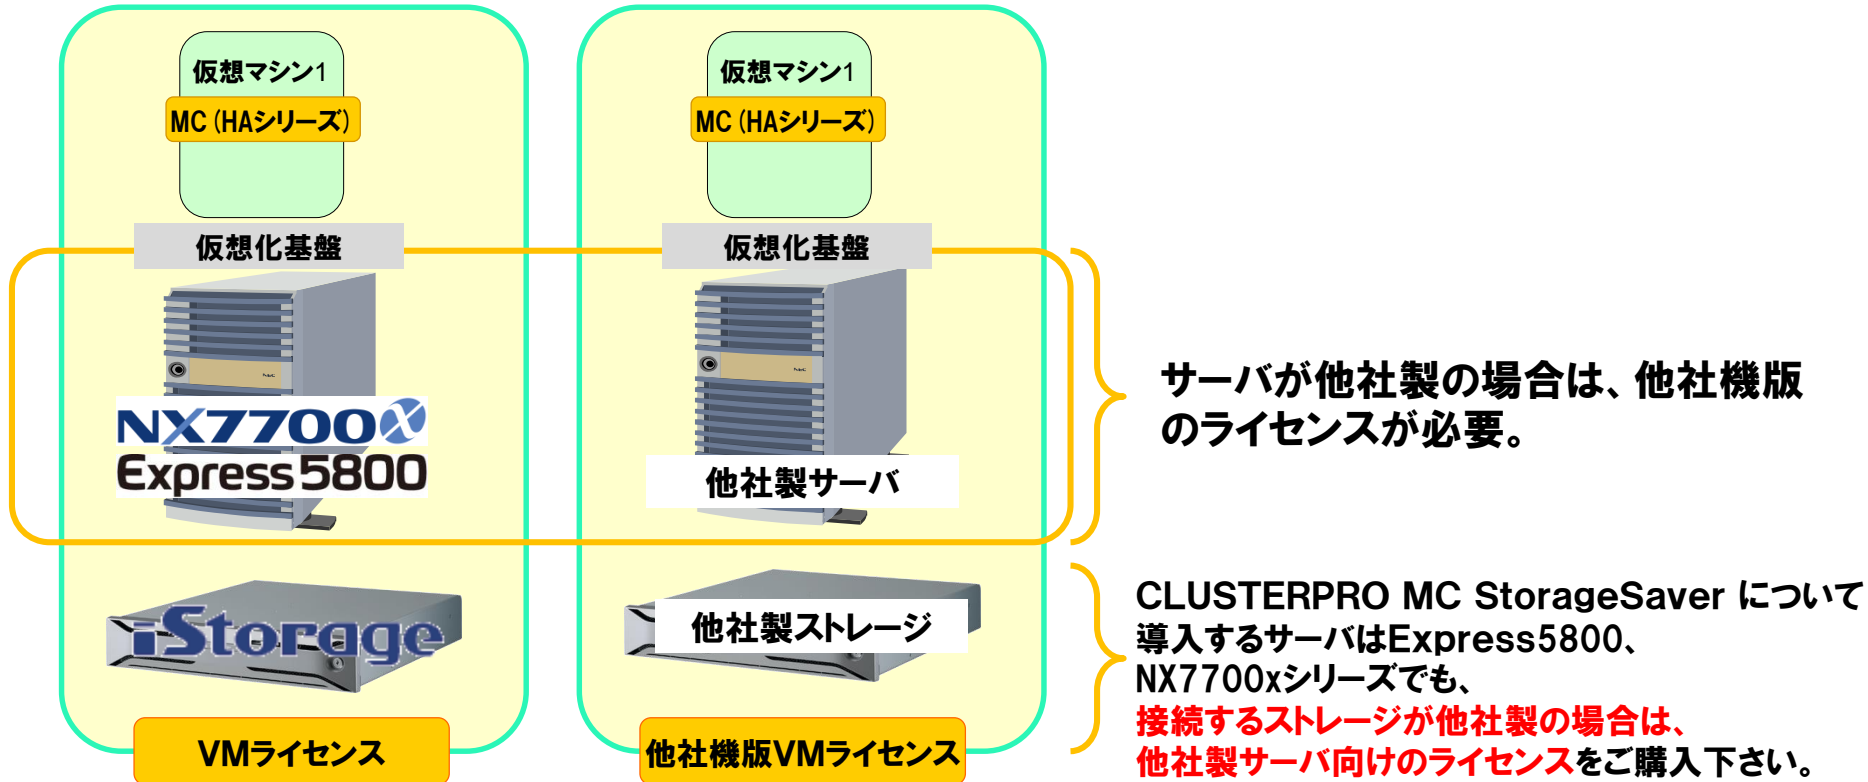 仮想マシン1
MC（HAシリーズ）
仮想化基盤
NEC
NX7700x
Express5800
iStorage
VMライセンス
仮想マシン1
MC（HAシリーズ）
仮想化基盤
NEC
他社製サーバ
他社製ストレージ
他社機版VMライセンス
サーバが他社製の場合は、他社機版
のライセンスが必要。
CLUSTERPRO MC StorageSaver について
導入するサーバはExpress5800、
NX7700xシリーズでも、
接続するストレージが他社製の場合は、
他社製サーバ向けのライセンスをご購入下さい。